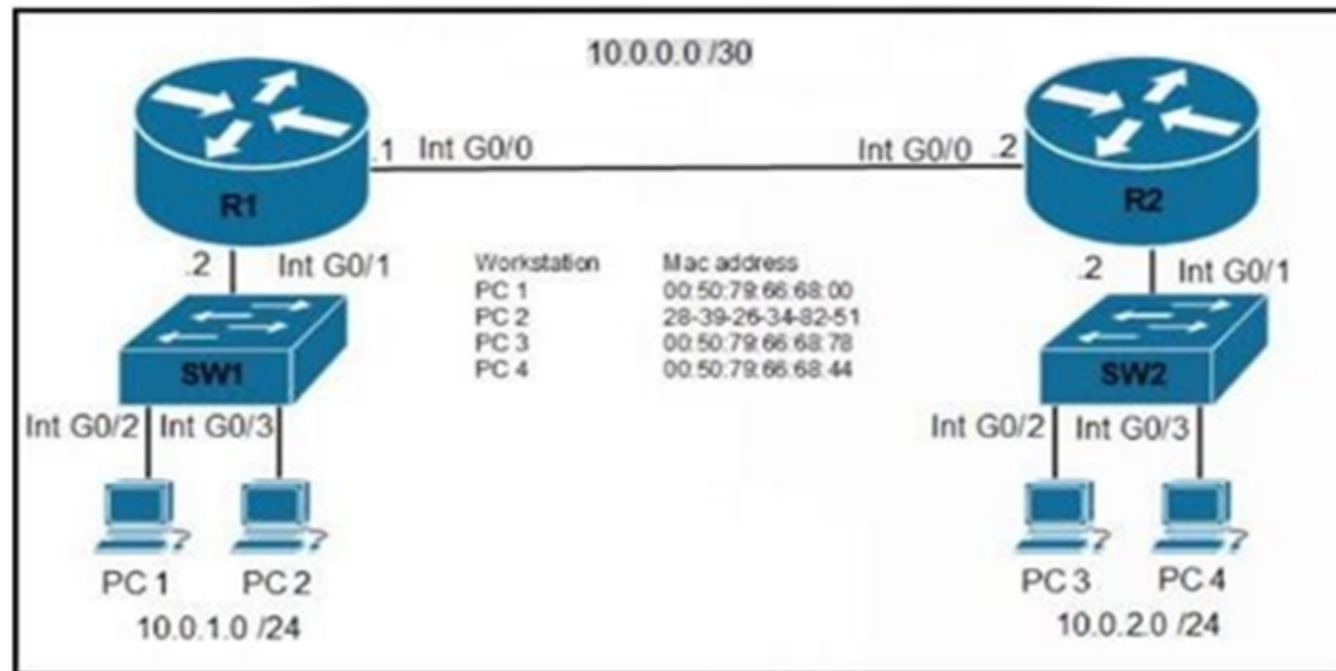 10.0.0.0 /30
.1 Int G0/0
Int G0/0 .2
R1
R2
.2 Int G0/1
.2 Int G0/1
Workstation Mac address
PC 1 00:50:79:66:68:00
PC 2 28-39-26-34-82-51
PC 3 00:50:79:66:68:78
PC 4 00:50:79:66:68:44
SW1
SW2
Int G0/2 Int G0/3
Int G0/2 Int G0/3
?
?
?
?
PC 1 PC 2
PC 3 PC 4
10.0.1.0 /24
10.0.2.0 /24